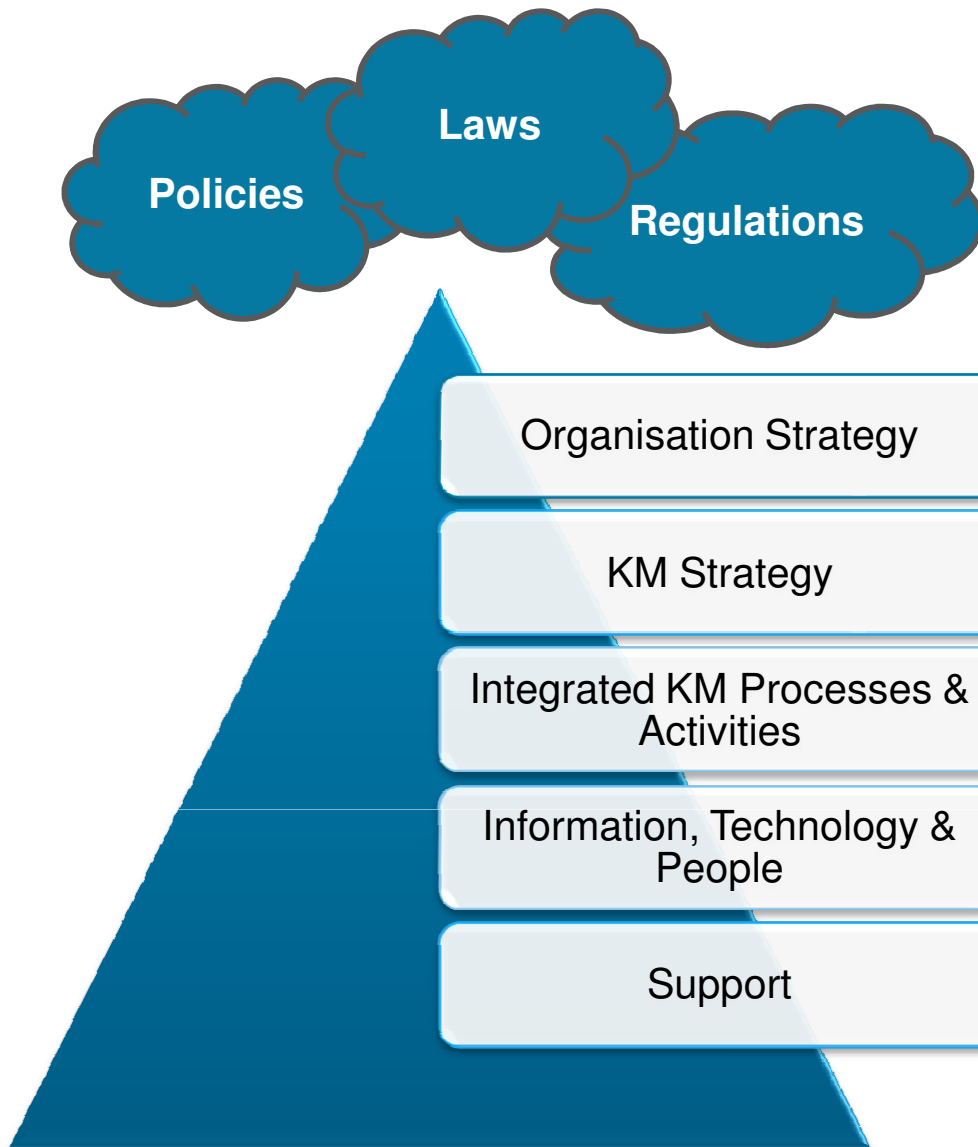 Laws
Policies
Regulations
Organisation Strategy
KM Strategy
Integrated KM Processes &
Activities
Information, Technology &
People
Support